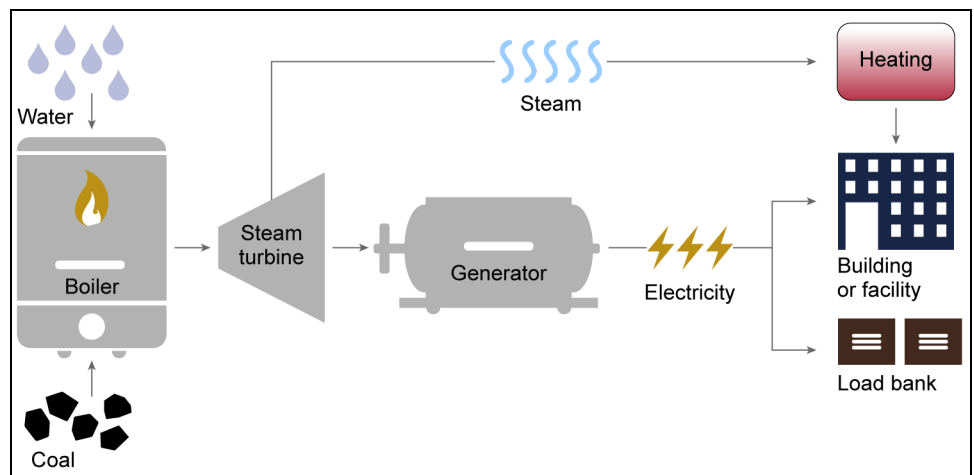 Water
Boiler
Coal
Steam
turbine
Steam
Generator
Electricity
Heating
Building
or facility
Load bank